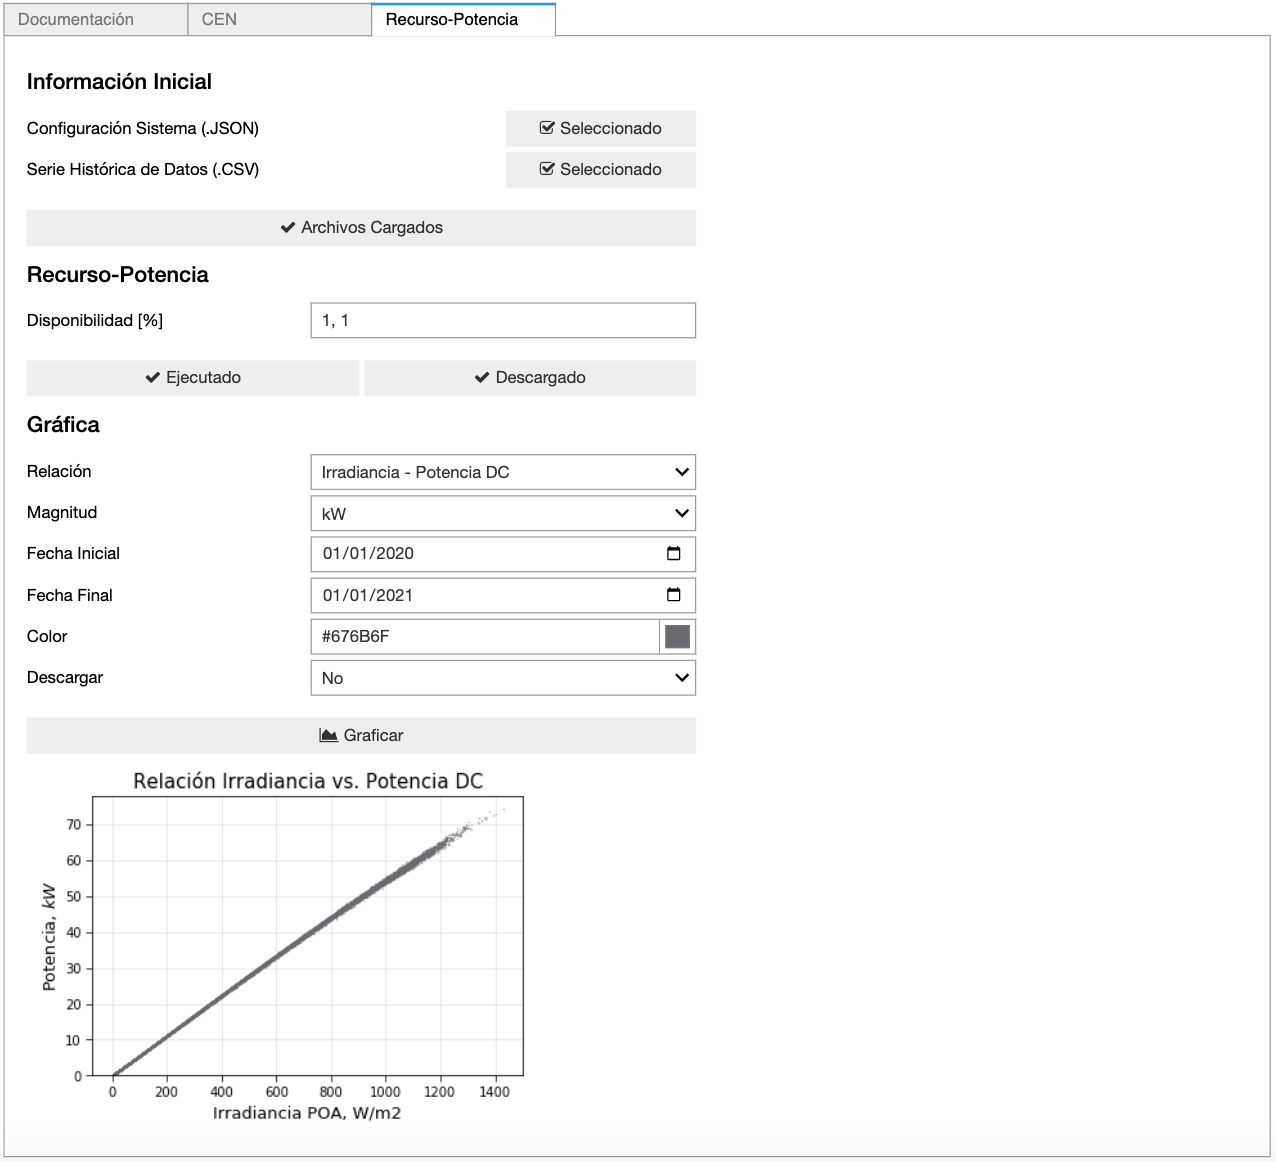 Documentación CEN Recurso-Potencia
Información Inicial
Configuración Sistema (.JSON) Seleccionado
Serie Histórica de Datos (.CSV) Seleccionado
Archivos Cargados
Recurso-Potencia
Disponibilidad [%] 1, 1
Ejecutado Descargado
Gráfica
Relación Irradiancia - Potencia DC
Magnitud kW
Fecha Inicial 01/01/2020
Fecha Final 01/01/2021
Color #676B6F
Descargar No
Graficar
Relación Irradiancia vs. Potencia DC
Potencia, kW
70
60
50
40
30
20
10
0
0 200 400 600 800 1000 1200 1400
Irradiancia POA, W/m2